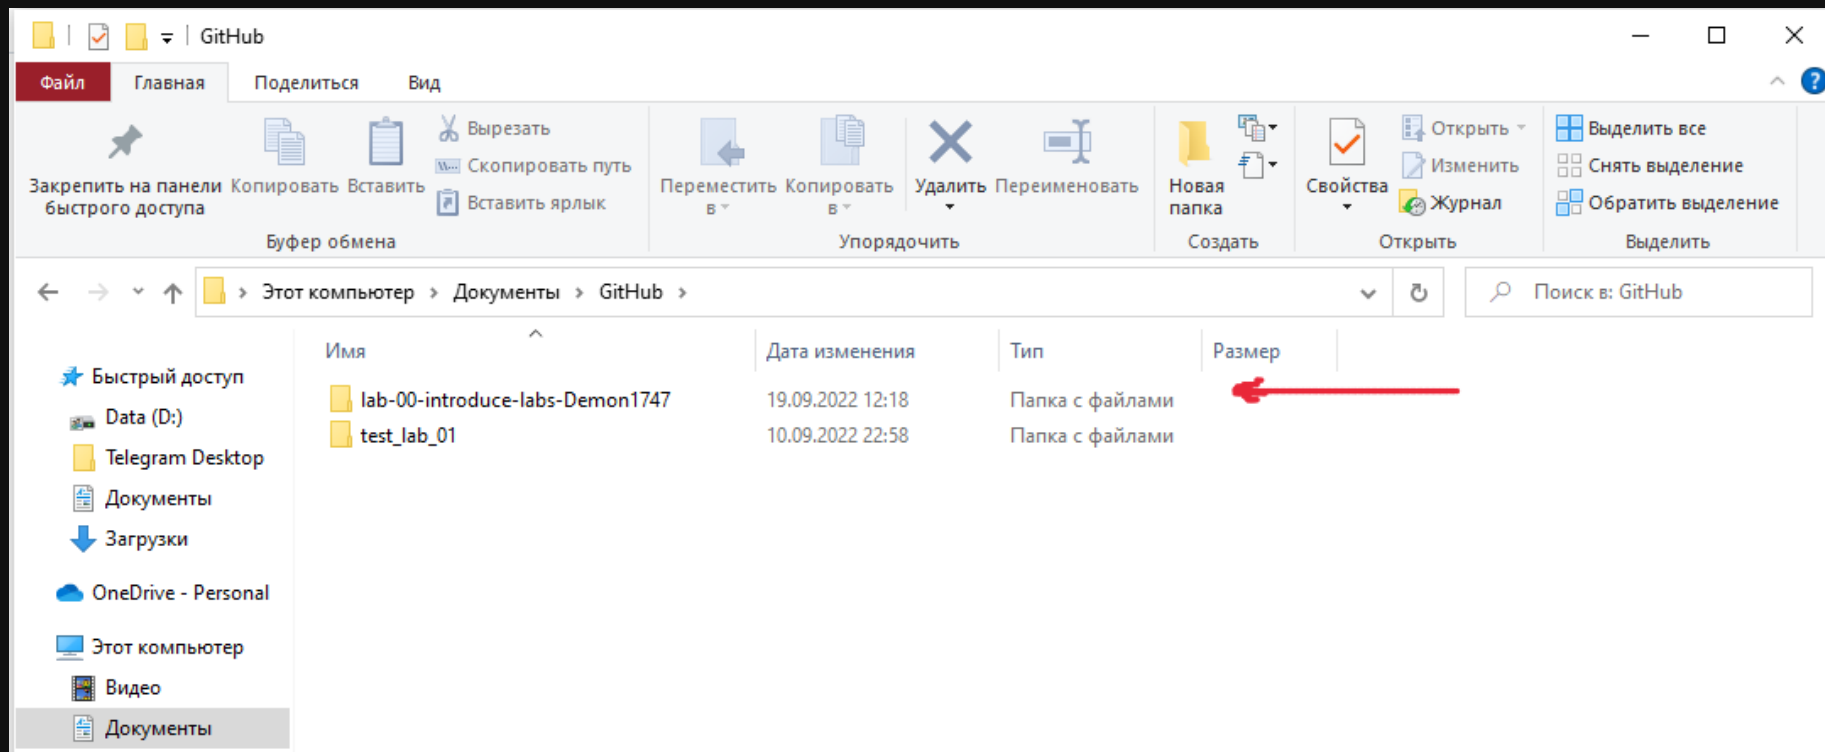 GitHub
Файл Главная Поделиться Вид
Закрепить на панели быстрого доступа
Копировать
Вставить
Вырезать
Скопировать путь
Вставить ярлык
Буфер обмена
Переместить в
Копировать в
Удалить
Переименовать
Упорядочить
Новая папка
Создать
Свойства
Открыть
Изменить
Журнал
Открыть
Выделить все
Снять выделение
Обратить выделение
Выделить
Этот компьютер > Документы > GitHub >
Поиск в: GitHub
Быстрый доступ
Data (D:)
Telegram Desktop
Документы
Загрузки
OneDrive - Personal
Этот компьютер
Видео
Документы
Имя Дата изменения Тип Размер
lab-00-introduce-labs-Demon1747 19.09.2022 12:18 Папка с файлами
test_lab_01 10.09.2022 22:58 Папка с файлами